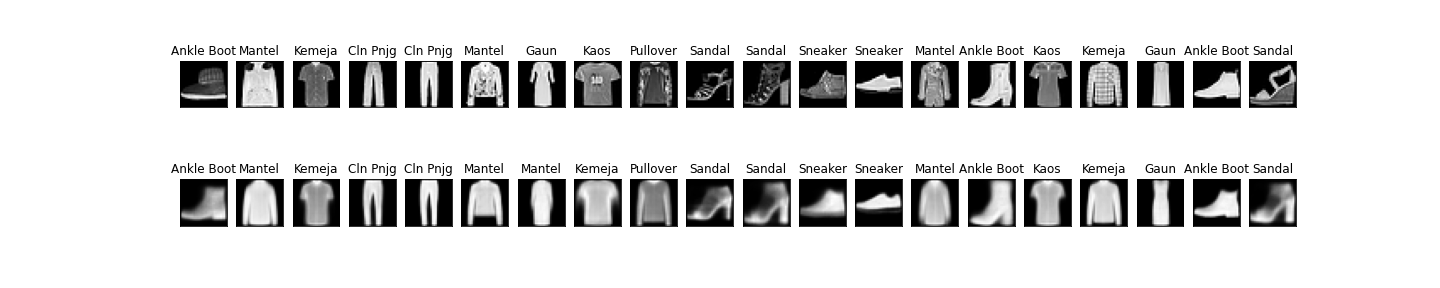 Ankle Boot Mantel Kemeja Cln Pnjg Cln Pnjg Mantel Gaun Kaos Pullover Sandal Sandal Sneaker Sneaker Mantel Ankle Boot Kaos Kemeja Gaun Ankle Boot Sandal
Ankle Boot Mantel Kemeja Cln Pnjg Cln Pnjg Mantel Mantel Kemeja Pullover Sandal Sandal Sneaker Sneaker Mantel Ankle Boot Kaos Kemeja Gaun Ankle Boot Sandal